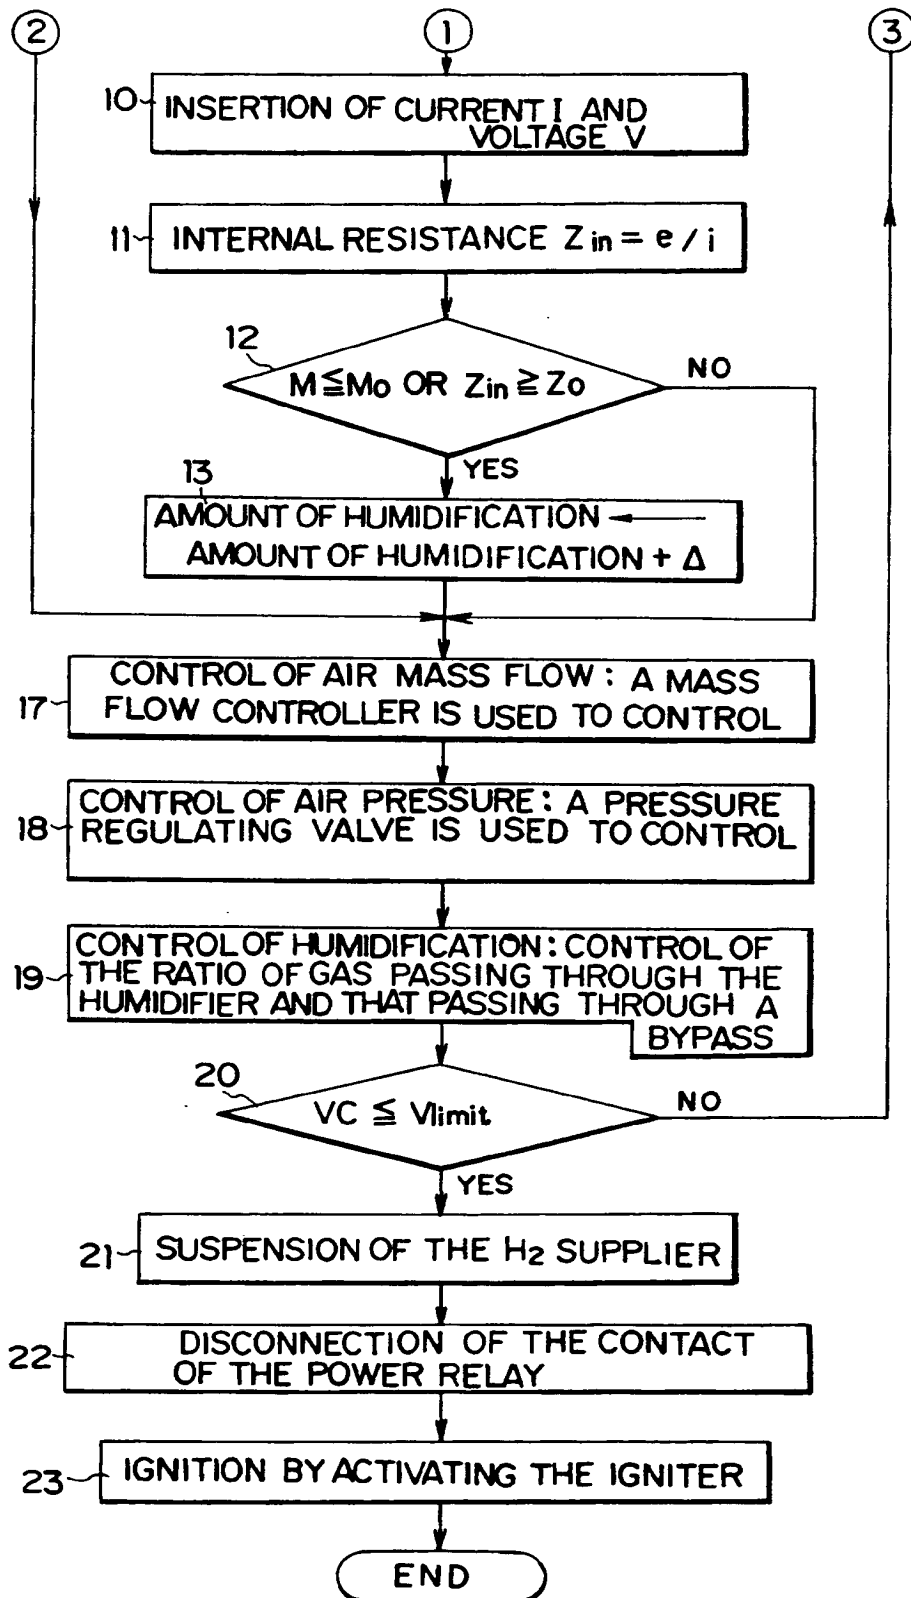 2 1 3
10 INSERTION OF CURRENT I AND
VOLTAGE V
11 INTERNAL RESISTANCE Zin = e / i
12
M ≦ Mo OR Zin ≧ Zo
NO
YES
13
AMOUNT OF HUMIDIFICATION ←
AMOUNT OF HUMIDIFICATION + Δ
17
CONTROL OF AIR MASS FLOW : A MASS
FLOW CONTROLLER IS USED TO CONTROL
18
CONTROL OF AIR PRESSURE : A PRESSURE
REGULATING VALVE IS USED TO CONTROL
19
CONTROL OF HUMIDIFICATION : CONTROL OF
THE RATIO OF GAS PASSING THROUGH THE
HUMIDIFIER AND THAT PASSING THROUGH A
BYPASS
20
VC ≦ Vlimit
NO
YES
21 SUSPENSION OF THE H2 SUPPLIER
22
DISCONNECTION OF THE CONTACT
OF THE POWER RELAY
23 IGNITION BY ACTIVATING THE IGNITER
END